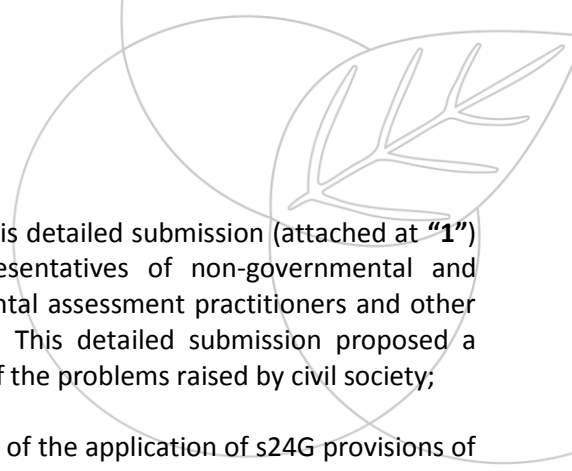 is detailed submission (attached at “1”)
resentatives of non-governmental and
ntal assessment practitioners and other
This detailed submission proposed a
f the problems raised by civil society;
of the application of s24G provisions of